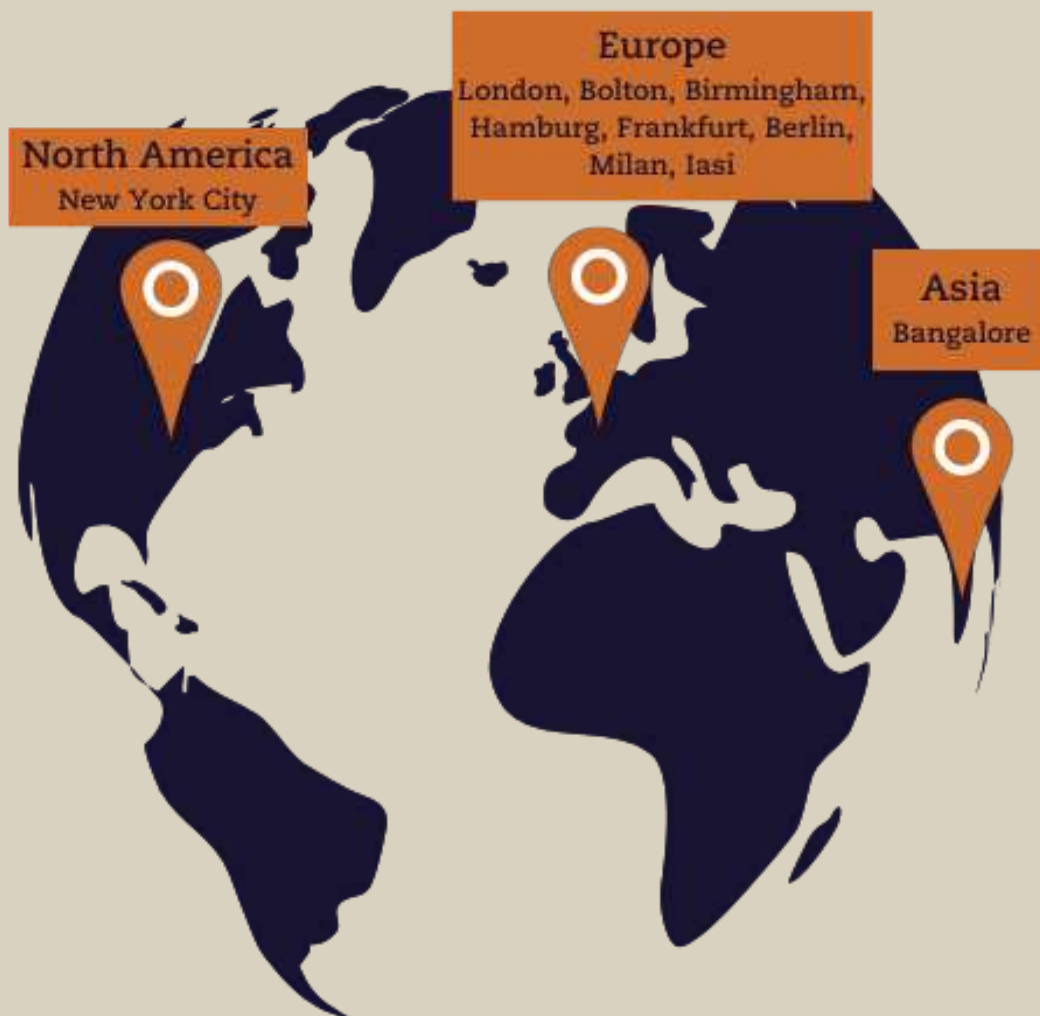 North America
New York City
Europe
London, Bolton, Birmingham,
Hamburg, Frankfurt, Berlin,
Milan, Iasi
Asia
Bangalore